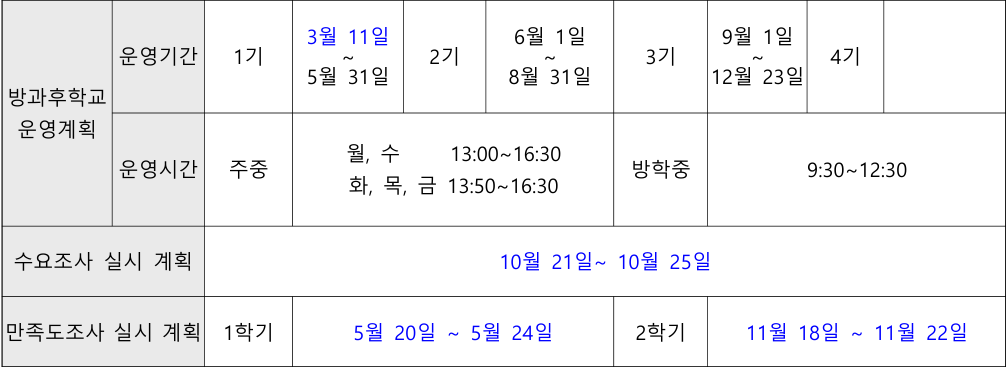 방과후학교
운영계획
운영기간
1기
3월 11일
~
5월 31일
2기
6월 1일
~
8월 31일
3기
9월 1일
~
12월 23일
4기
운영시간
주중
월, 수 13:00~16:30
화, 목, 금 13:50~16:30
방학중
9:30~12:30
수요조사 실시 계획
10월 21일~ 10월 25일
만족도조사 실시 계획
1학기
5월 20일 ~ 5월 24일
2학기
11월 18일 ~ 11월 22일